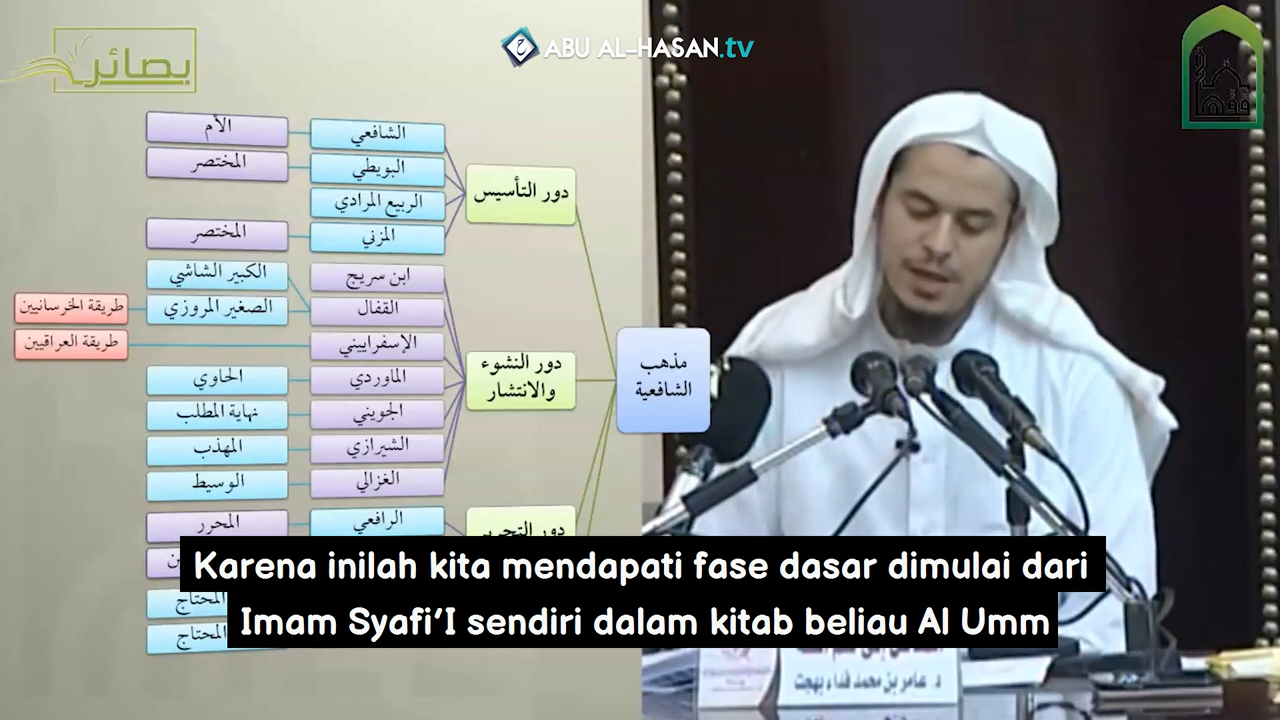 بصائر
ABU AL-HASAN.tv
مذهب
الشافعية
دور التأسيس
الشافعي
الأم
البويطي
المختصر
الربيع المرادي
المزني
المختصر
دور النشوء
والانتشار
ابن سريج
القفال
الكبير الشاشي
الصغير المروزي
طريقة الخرسانيين
الإسفراييني
طريقة العراقيين
الماوردي
الحاوي
الجويني
نهاية المطلب
الشيرازي
المهذب
الغزالي
الوسيط
الرافعي
المحرر
المحتاج
المحتاج
Karena inilah kita mendapati fase dasar dimulai dari
Imam Syafi'I sendiri dalam kitab beliau Al Umm
د. عامر بن محمد فداء بهجت